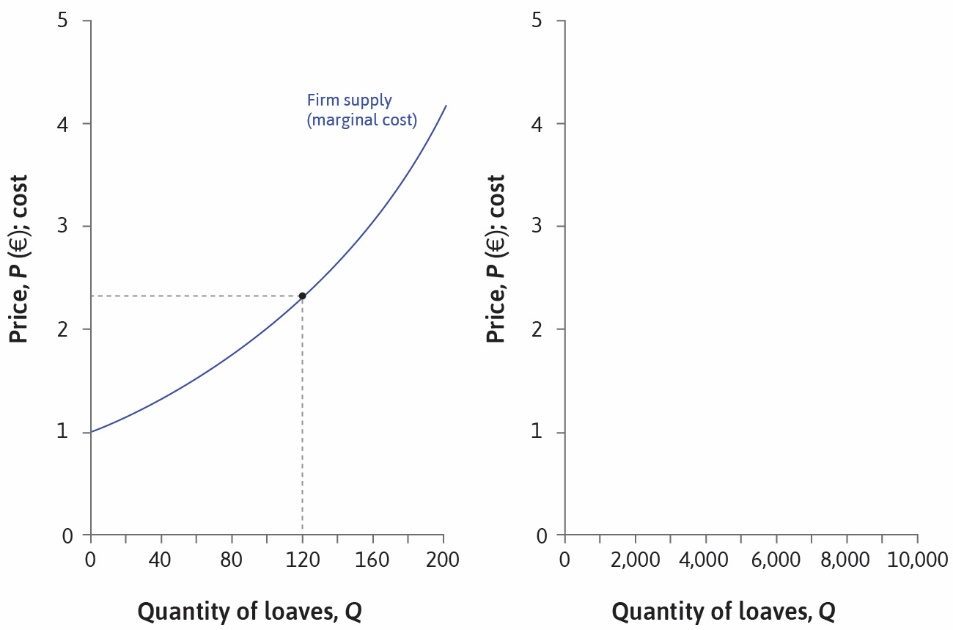 5
4
3
2
1
0
Price, P (€); cost
Firm supply
(marginal cost)
0 40 80 120 160 200
Quantity of loaves, Q
5
4
3
2
1
0
Price, P (€); cost
0 2,000 4,000 6,000 8,000 10,000
Quantity of loaves, Q